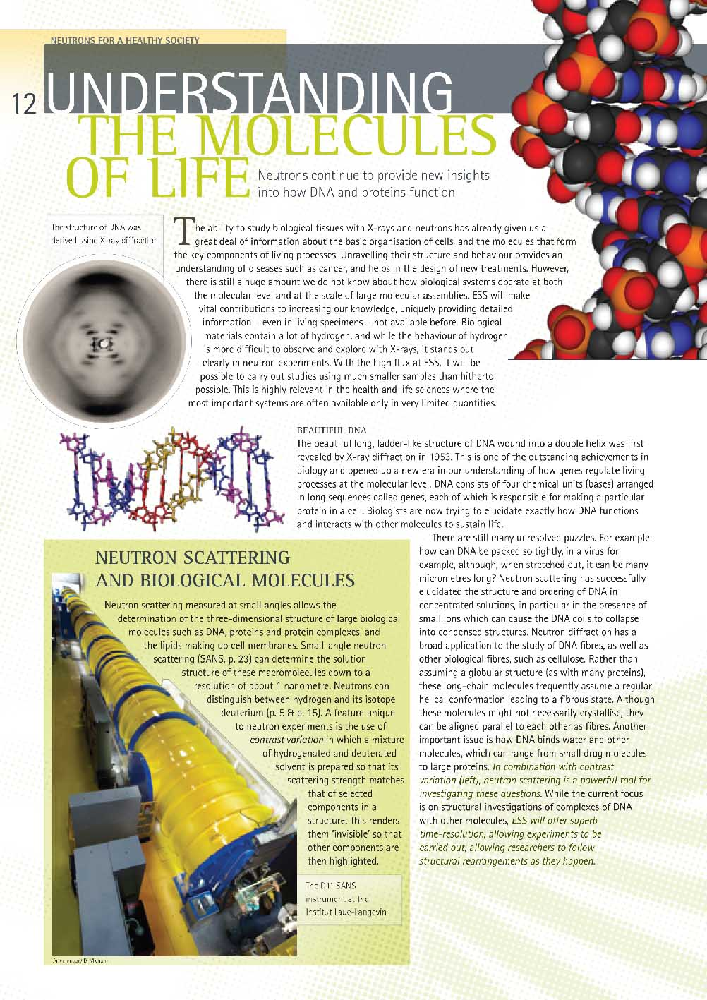 NEUTRONS FOR A HEALTHY SOCIETY
12
UNDERSTANDING
THE MOLECULES
OF LIFE
Neutrons continue to provide new insights
into how DNA and proteins function
The structure of DNA was
derived using X-ray diffraction
The ability to study biological tissues with X-rays and neutrons has already given us a
great deal of information about the basic organisation of cells, and the molecules that form
the key components of living processes. Unravelling their structure and behaviour provides an
understanding of diseases such as cancer, and helps in the design of new treatments. However,
there is still a huge amount we do not know about how biological systems operate at both
the molecular level and at the scale of large molecular assemblies. ESS will make
vital contributions to increasing our knowledge, uniquely providing detailed
information – even in living specimens – not available before. Biological
materials contain a lot of hydrogen, and while the behaviour of hydrogen
is more difficult to observe and explore with X-rays, it stands out
clearly in neutron experiments. With the high flux at ESS, it will be
possible to carry out studies using much smaller samples than hitherto
possible. This is highly relevant in the health and life sciences where the
most important systems are often available only in very limited quantities.
BEAUTIFUL DNA
The beautiful long, ladder-like structure of DNA wound into a double helix was first
revealed by X-ray diffraction in 1953. This is one of the outstanding achievements in
biology and opened up a new era in our understanding of how genes regulate living
processes at the molecular level. DNA consists of four chemical units (bases) arranged
in long sequences called genes, each of which is responsible for making a particular
protein in a cell. Biologists are now trying to elucidate exactly how DNA functions
and interacts with other molecules to sustain life.
There are still many unresolved puzzles. For example,
how can DNA be packed so tightly, in a virus for
example, although, when stretched out, it can be many
micrometres long? Neutron scattering has successfully
elucidated the structure and ordering of DNA in
concentrated solutions, in particular in the presence of
small ions which can cause the DNA coils to collapse
into condensed structures. Neutron diffraction has a
broad application to the study of DNA fibres, as well as
other biological fibres, such as cellulose. Rather than
assuming a globular structure (as with many proteins),
these long-chain molecules frequently assume a regular
helical conformation leading to a fibrous state. Although
these molecules might not necessarily crystallise, they
can be aligned parallel to each other as fibres. Another
important issue is how DNA binds water and other
molecules, which can range from small drug molecules
to large proteins. In combination with contrast
variation (left), neutron scattering is a powerful tool for
investigating these questions. While the current focus
is on structural investigations of complexes of DNA
with other molecules, ESS will offer superb
time-resolution, allowing experiments to be
carried out, allowing researchers to follow
structural rearrangements as they happen.
NEUTRON SCATTERING
AND BIOLOGICAL MOLECULES
Neutron scattering measured at small angles allows the
determination of the three-dimensional structure of large biological
molecules such as DNA, proteins and protein complexes, and
the lipids making up cell membranes. Small-angle neutron
scattering (SANS, p. 23) can determine the solution
structure of these macromolecules down to a
resolution of about 1 nanometre. Neutrons can
distinguish between hydrogen and its isotope
deuterium (p. 5 & p. 15). A feature unique
to neutron experiments is the use of
contrast variation in which a mixture
of hydrogenated and deuterated
solvent is prepared so that its
scattering strength matches
that of selected
components in a
structure. This renders
them 'invisible' so that
other components are
then highlighted.
The D11 SANS
instrument at the
Institut Laue-Langevin
(Artechnique/ D. Michon)